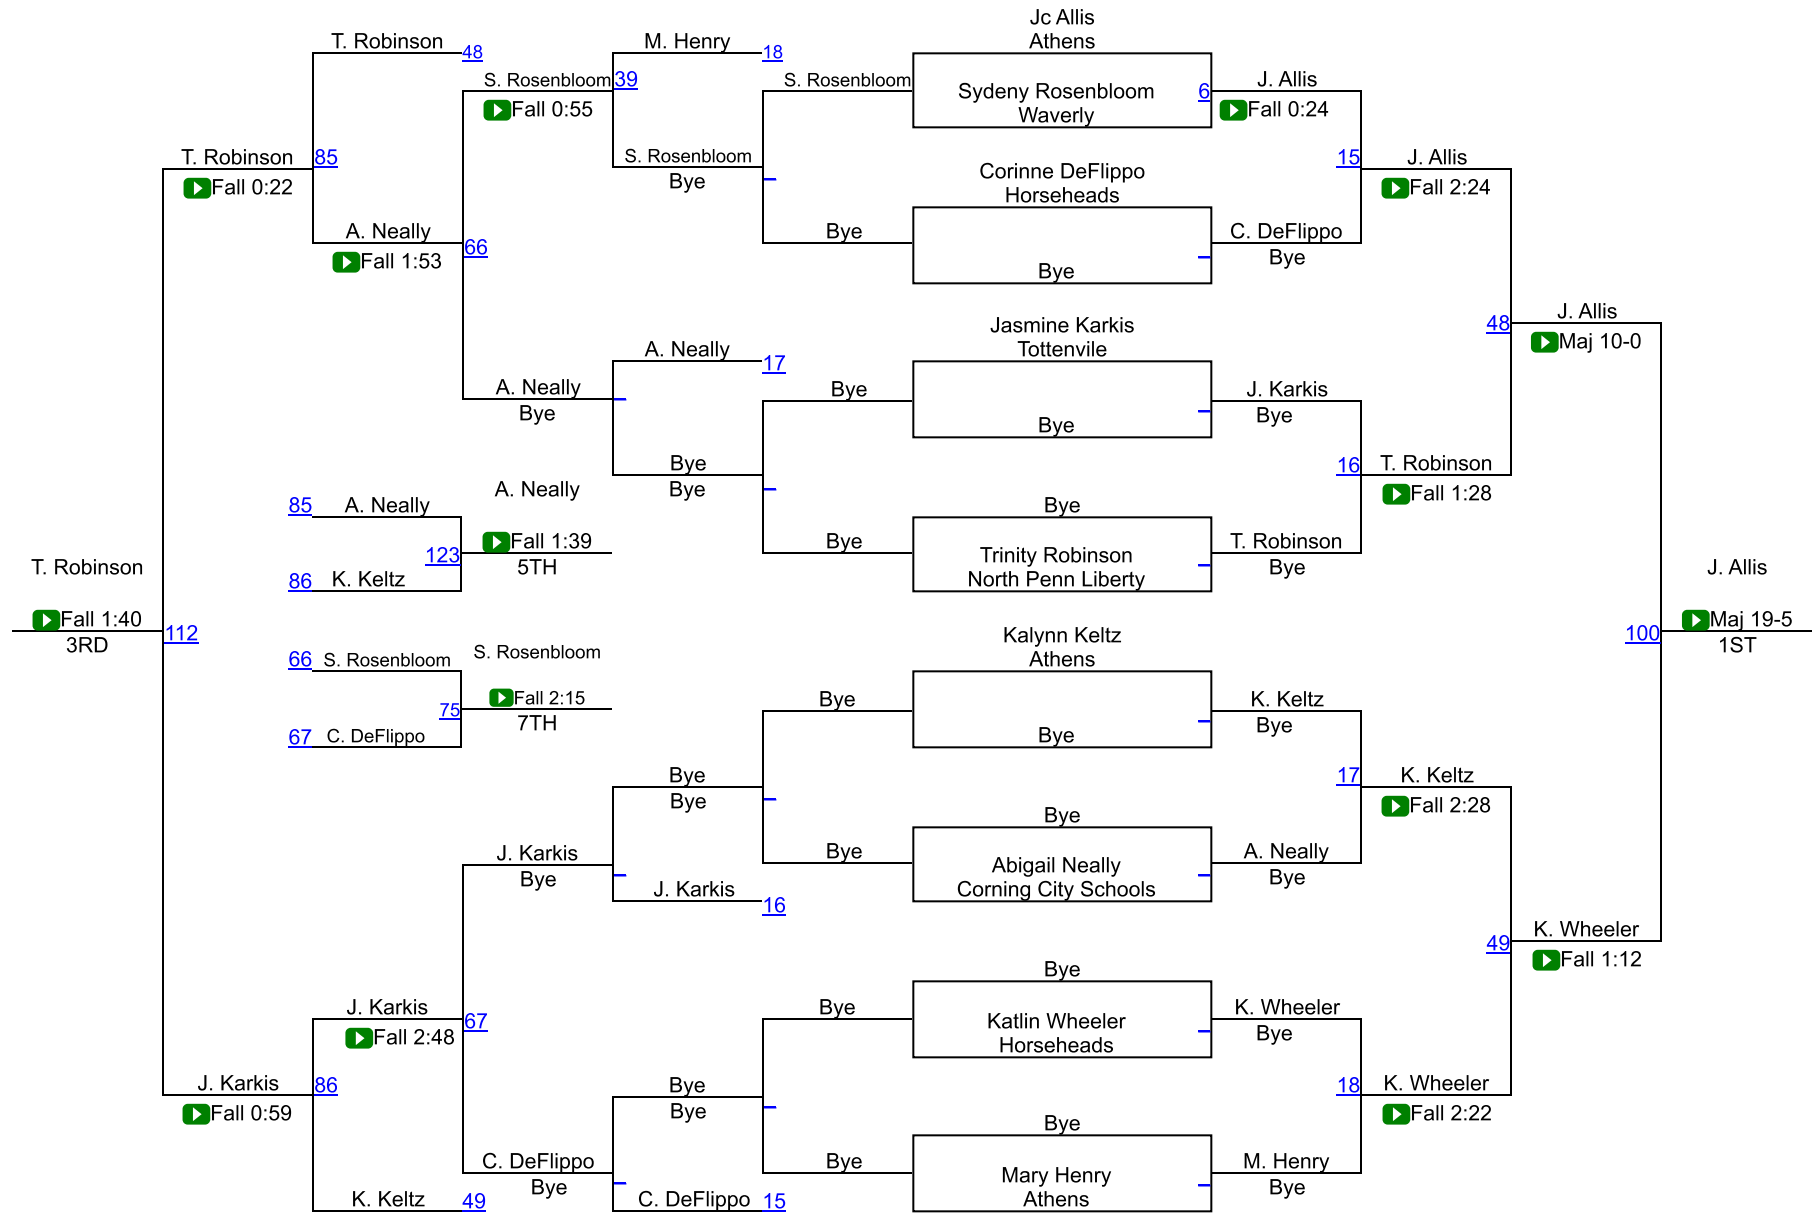 Jc Allis
T. Robinson
M. Henry
Athens
48
18
S. Rosenbloom
39
S. Rosenbloom
Sydeny Rosenbloom
6
J. Allis
Fall 0:55
Waverly
Fall 0:24
T. Robinson
85
S. Rosenbloom
Corinne DeFlippo
15
J. Allis
Fall 0:22
Bye
Horseheads
Fall 2:24
A. Neally
66
Bye
C. DeFlippo
Fall 1:53
Bye
Bye
J. Allis
Jasmine Karkis
48
Maj 10-0
A. Neally
17
Tottenvile
A. Neally
Bye
J. Karkis
Bye
Bye
Bye
Bye
16
T. Robinson
Bye
Fall 1:28
A. Neally
85
A. Neally
Bye
123
Fall 1:39
Bye
Trinity Robinson
T. Robinson
5TH
North Penn Liberty
Bye
86
K. Keltz
T. Robinson
J. Allis
Fall 1:40
112
Kalynn Keltz
100
Maj 19-5
3RD
Athens
1ST
66
S. Rosenbloom
S. Rosenbloom
75
Fall 2:15
Bye
K. Keltz
7TH
Bye
Bye
67
C. DeFlippo
Bye
17
K. Keltz
Bye
Fall 2:28
Bye
J. Karkis
Bye
Abigail Neally
A. Neally
Bye
Corning City Schools
Bye
J. Karkis
16
K. Wheeler
49
Fall 1:12
Bye
J. Karkis
67
Bye
Katlin Wheeler
K. Wheeler
Fall 2:48
Horseheads
Bye
J. Karkis
86
Bye
18
K. Wheeler
Fall 0:59
Bye
Fall 2:22
Bye
C. DeFlippo
Bye
Mary Henry
M. Henry
Bye
Athens
Bye
K. Keltz
49
C. DeFlippo
15